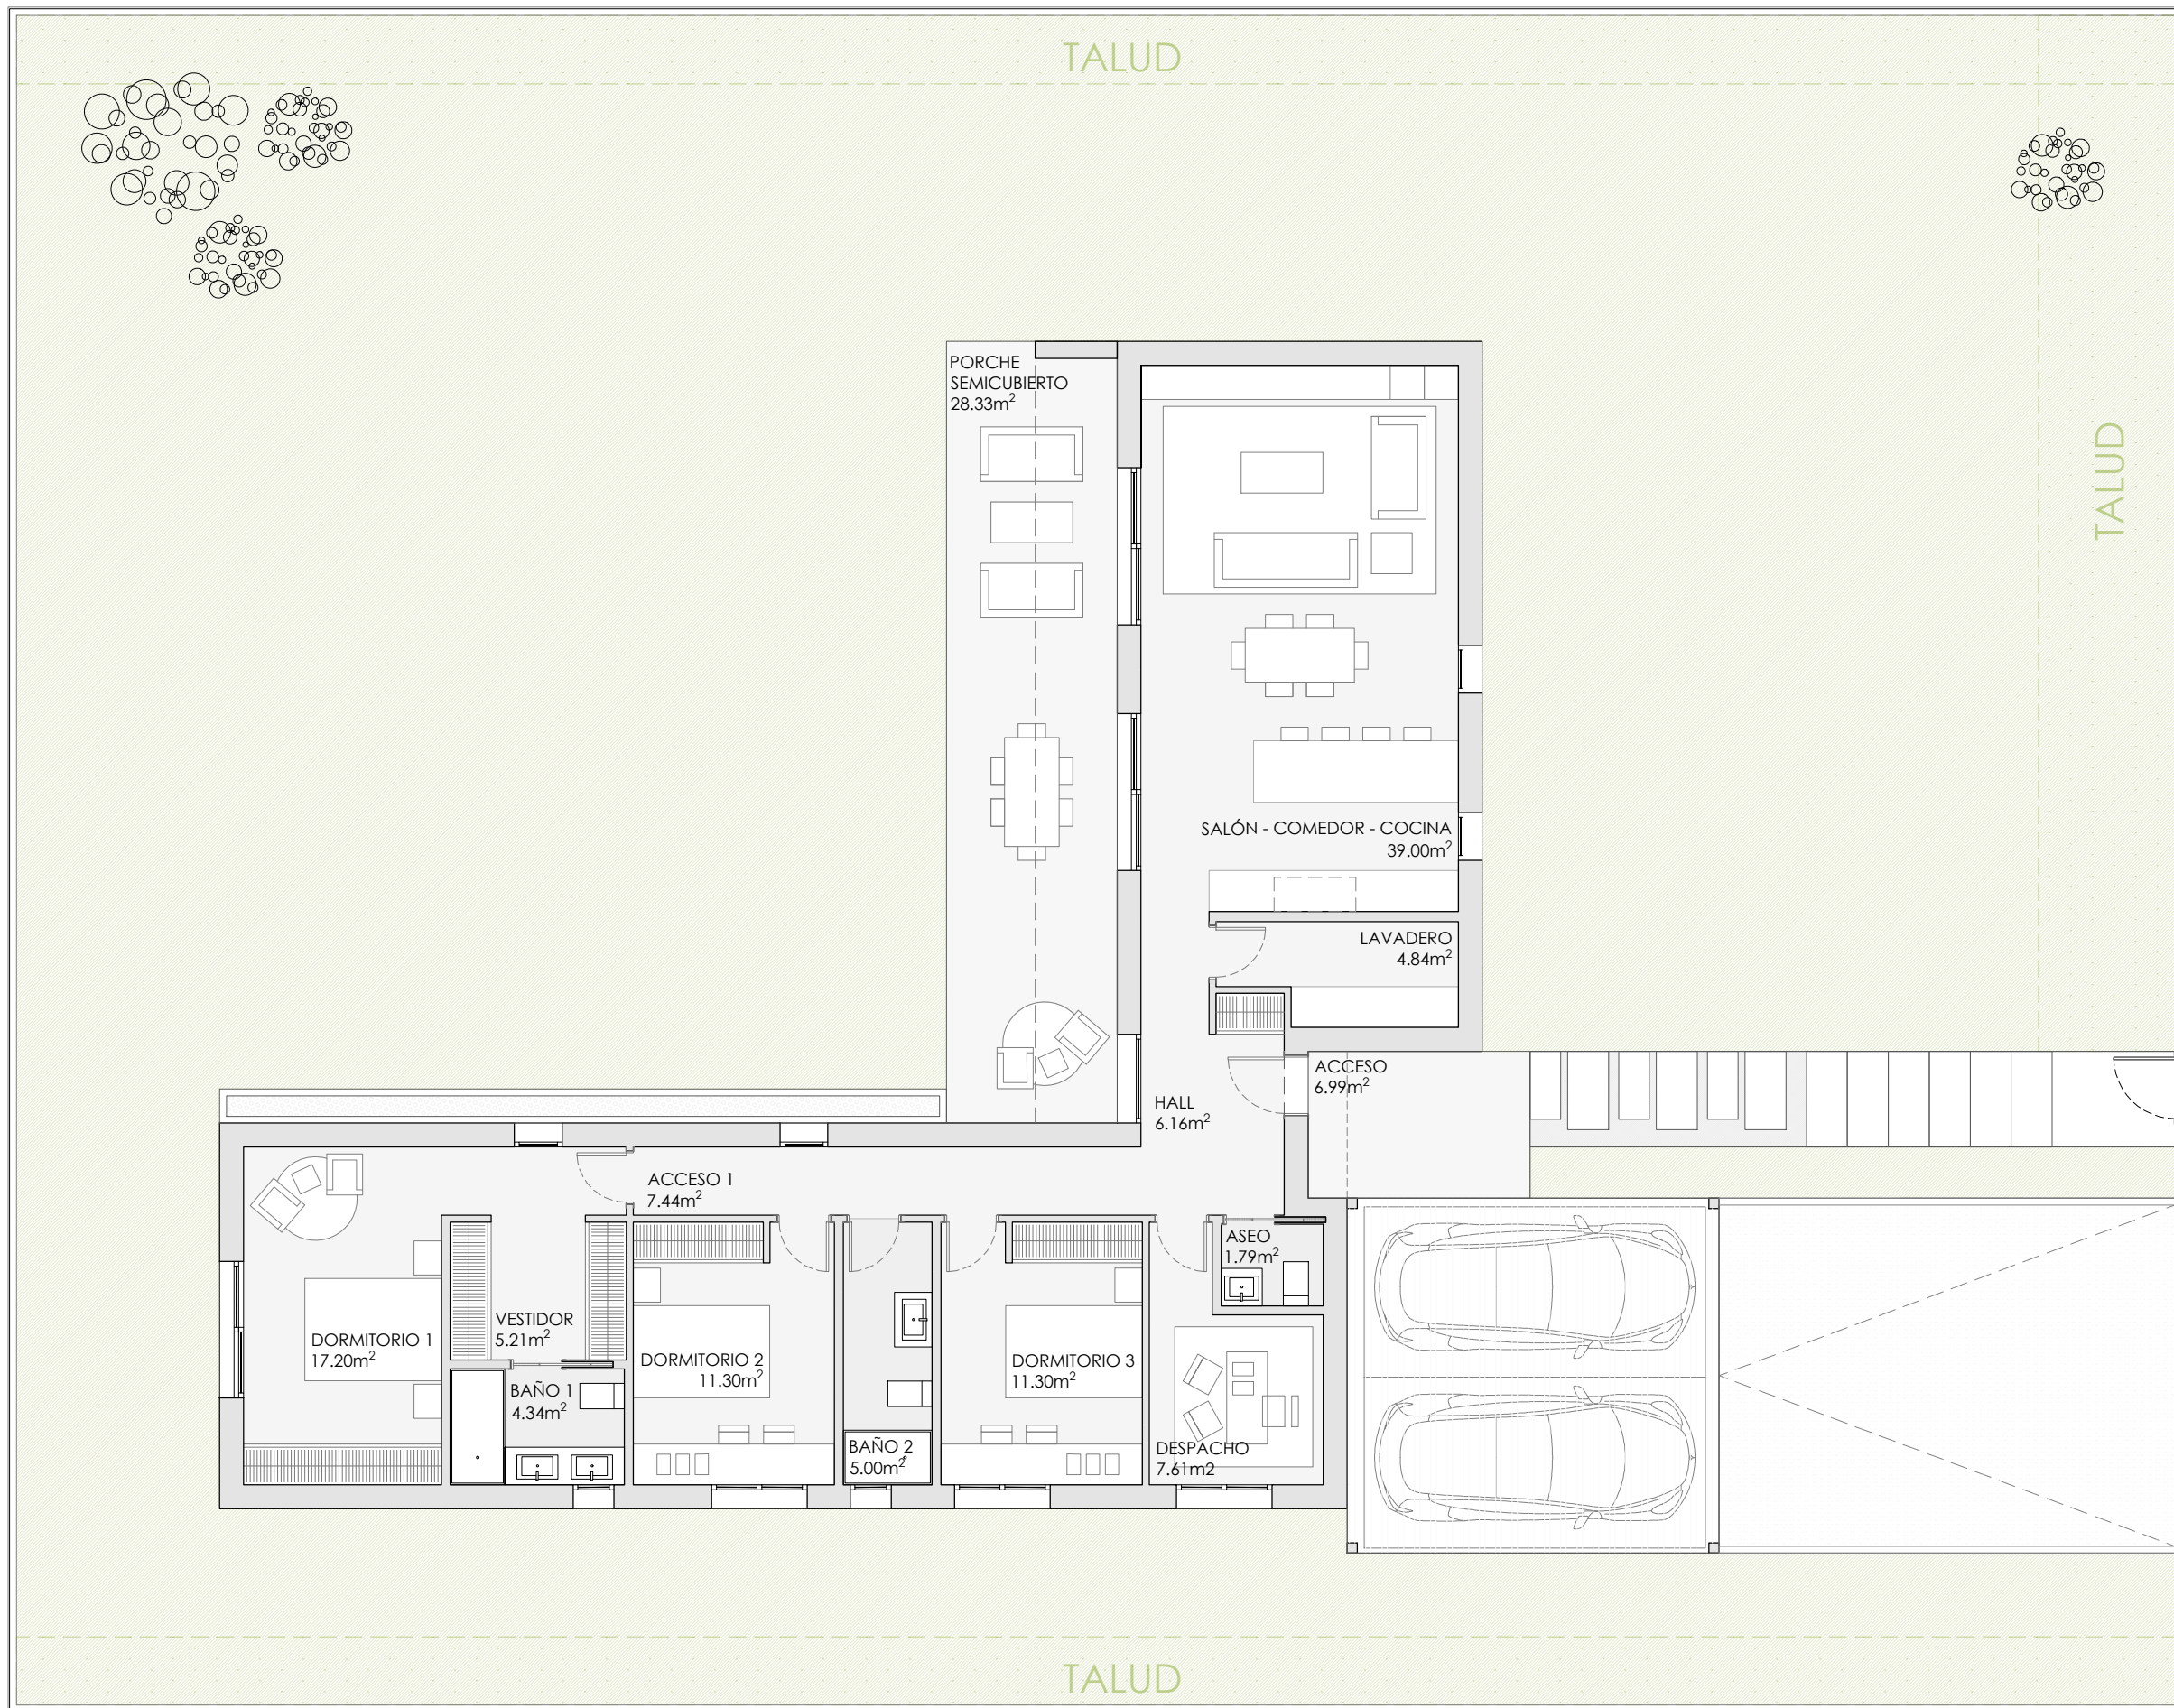 TALUD
PORCHE
SEMICUBIERTO
28.33m²
TALUD
SALÓN - COMEDOR - COCINA
39.00m²
LAVADERO
4.84m²
ACCESO
6.99m²
HALL
6.16m²
ACCESO 1
7.44m²
ASEO
1.79m²
VESTIDOR
5.21m²
DORMITORIO 1
17.20m²
DORMITORIO 2
11.30m²
DORMITORIO 3
11.30m²
BAÑO 1
4.34m²
BAÑO 2
5.00m²
DESPACHO
7.61m2
TALUD